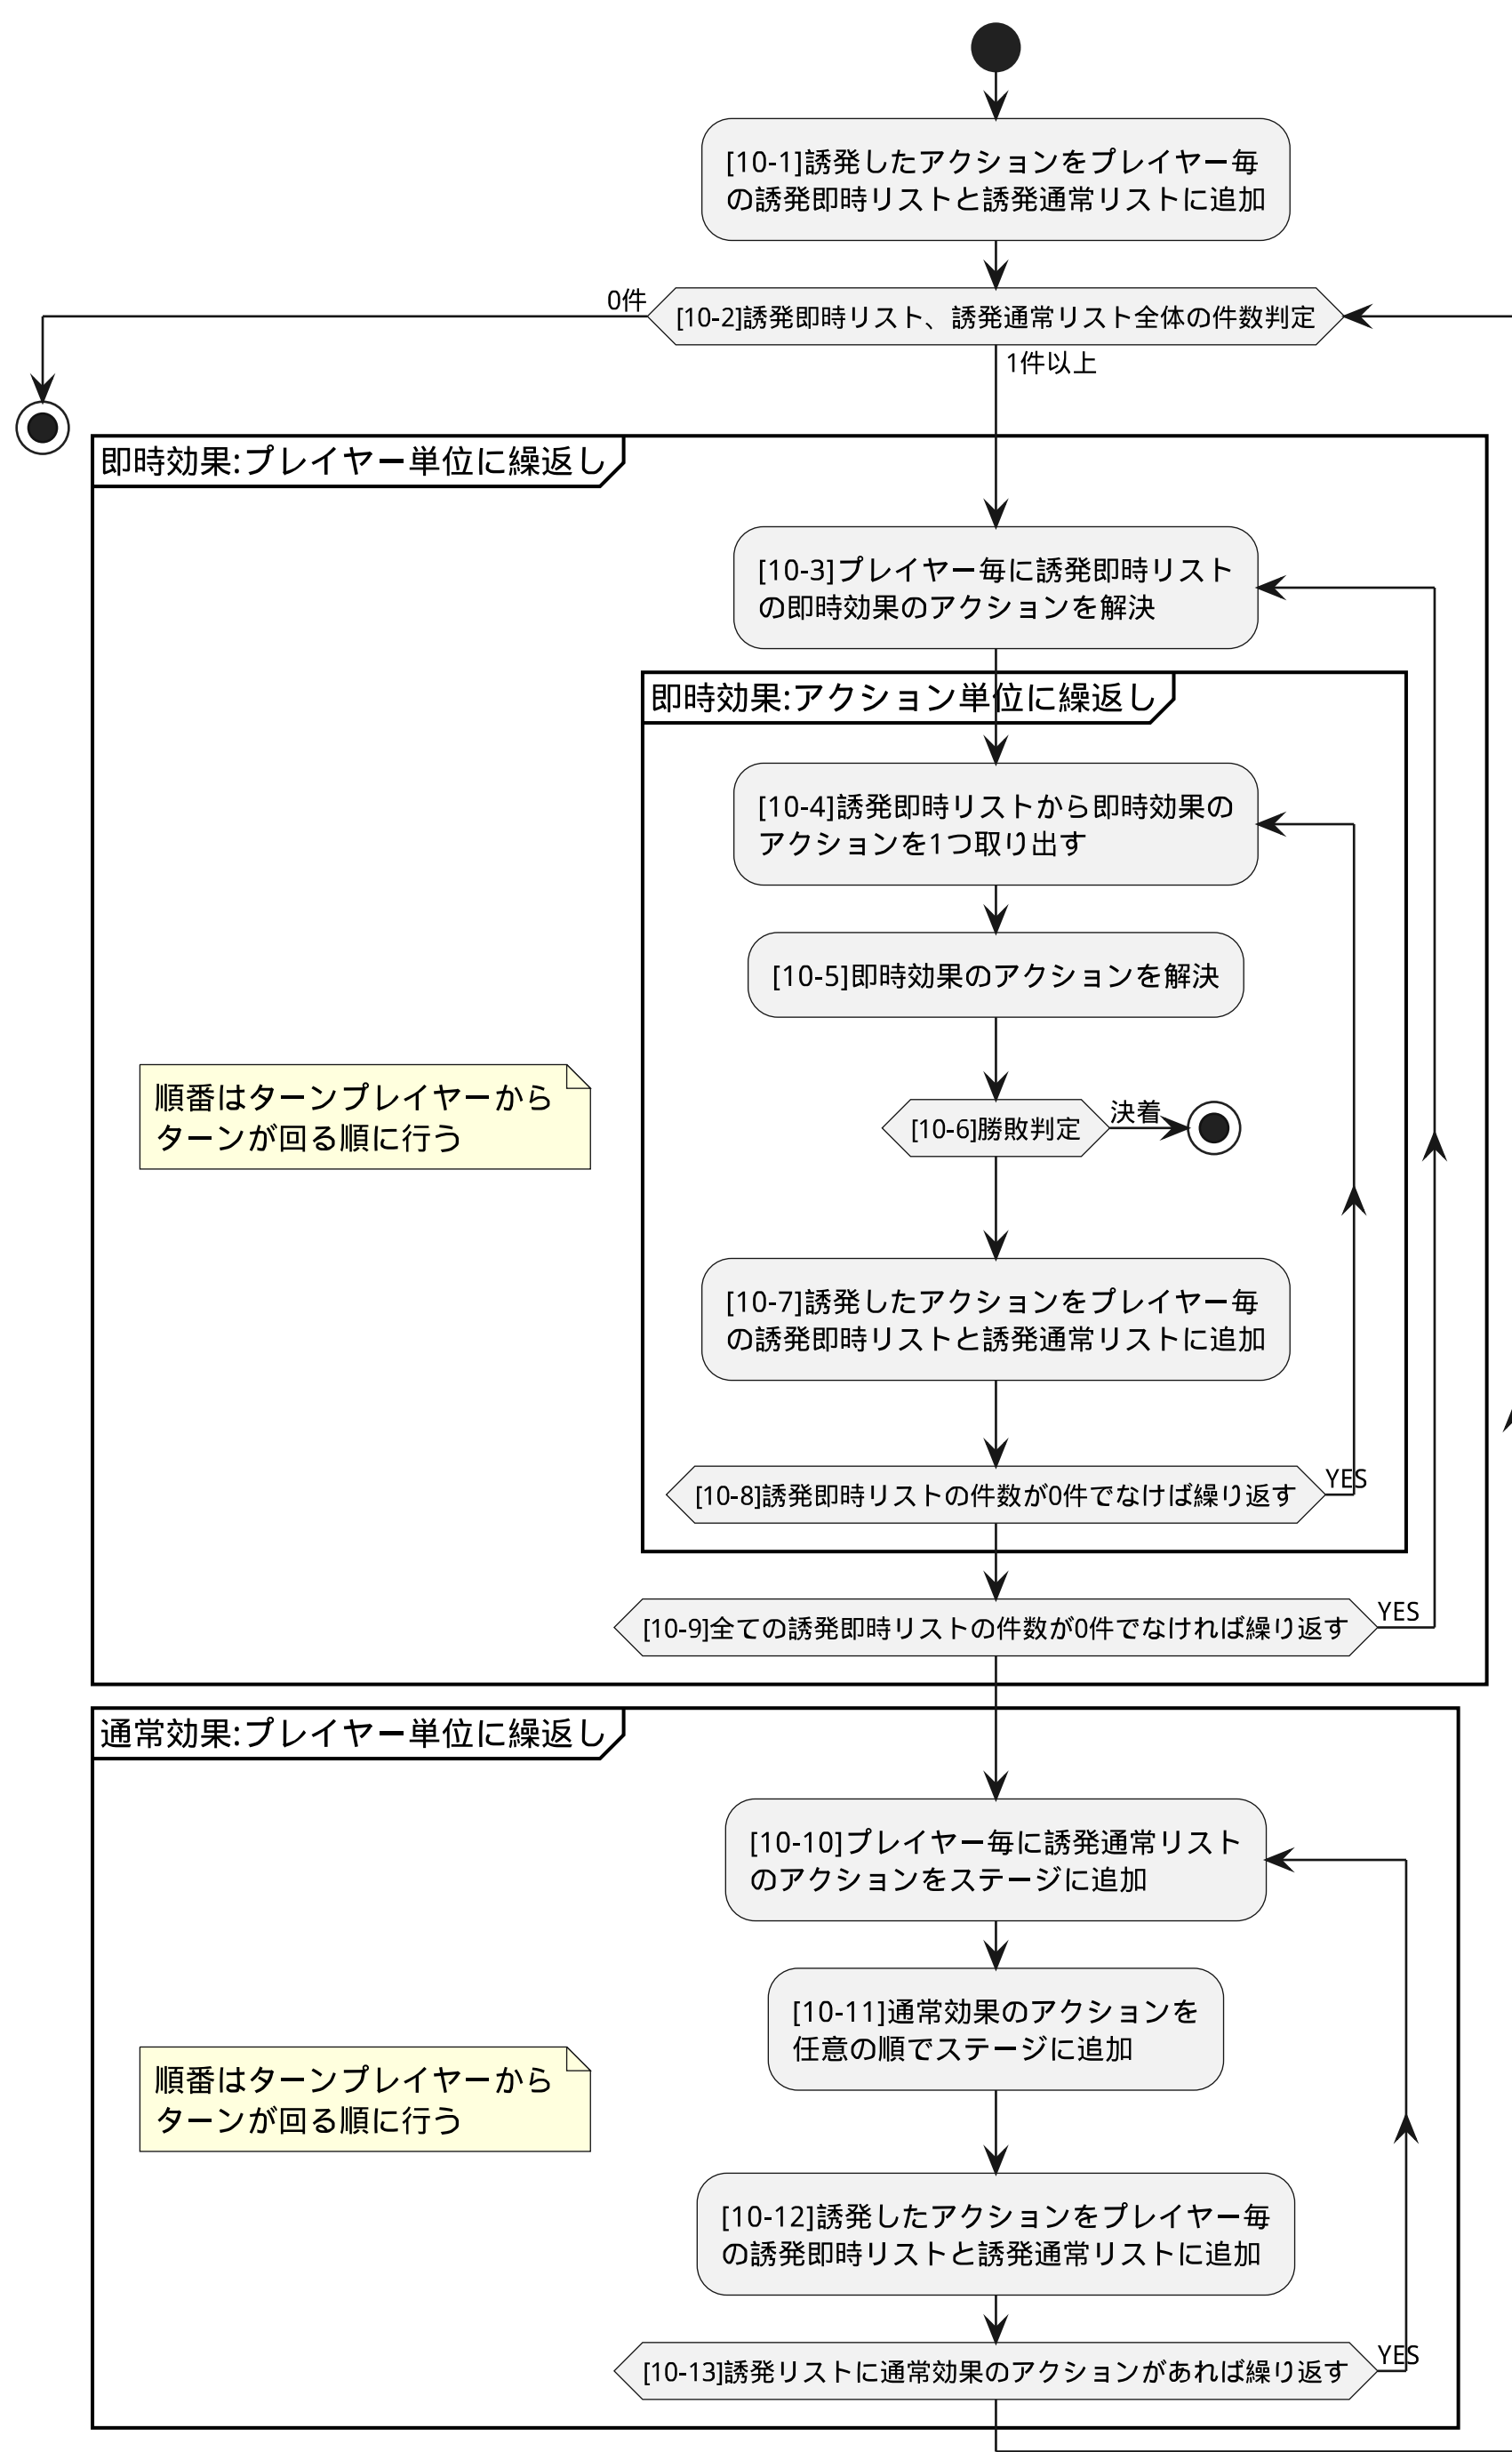 [10-1]誘発したアクションをプレイヤー毎
の誘発即時リストと誘発通常リストに追加
0件
[10-2]誘発即時リスト、誘発通常リスト全体の件数判定
1件以上
即時効果:プレイヤー単位に繰返し
[10-3]プレイヤー毎に誘発即時リスト
の即時効果のアクションを解決
即時効果:アクション単位に繰返し
[10-4]誘発即時リストから即時効果の
アクションを1つ取り出す
[10-5]即時効果のアクションを解決
順番はターンプレイヤーから
ターンが回る順に行う
[10-6]勝敗判定
決着
[10-7]誘発したアクションをプレイヤー毎
の誘発即時リストと誘発通常リストに追加
[10-8]誘発即時リストの件数が0件でなけば繰り返す
YES
[10-9]全ての誘発即時リストの件数が0件でなければ繰り返す
YES
通常効果:プレイヤー単位に繰返し
[10-10]プレイヤー毎に誘発通常リスト
のアクションをステージに追加
[10-11]通常効果のアクションを
任意の順でステージに追加
順番はターンプレイヤーから
ターンが回る順に行う
[10-12]誘発したアクションをプレイヤー毎
の誘発即時リストと誘発通常リストに追加
[10-13]誘発リストに通常効果のアクションがあれば繰り返す
YES